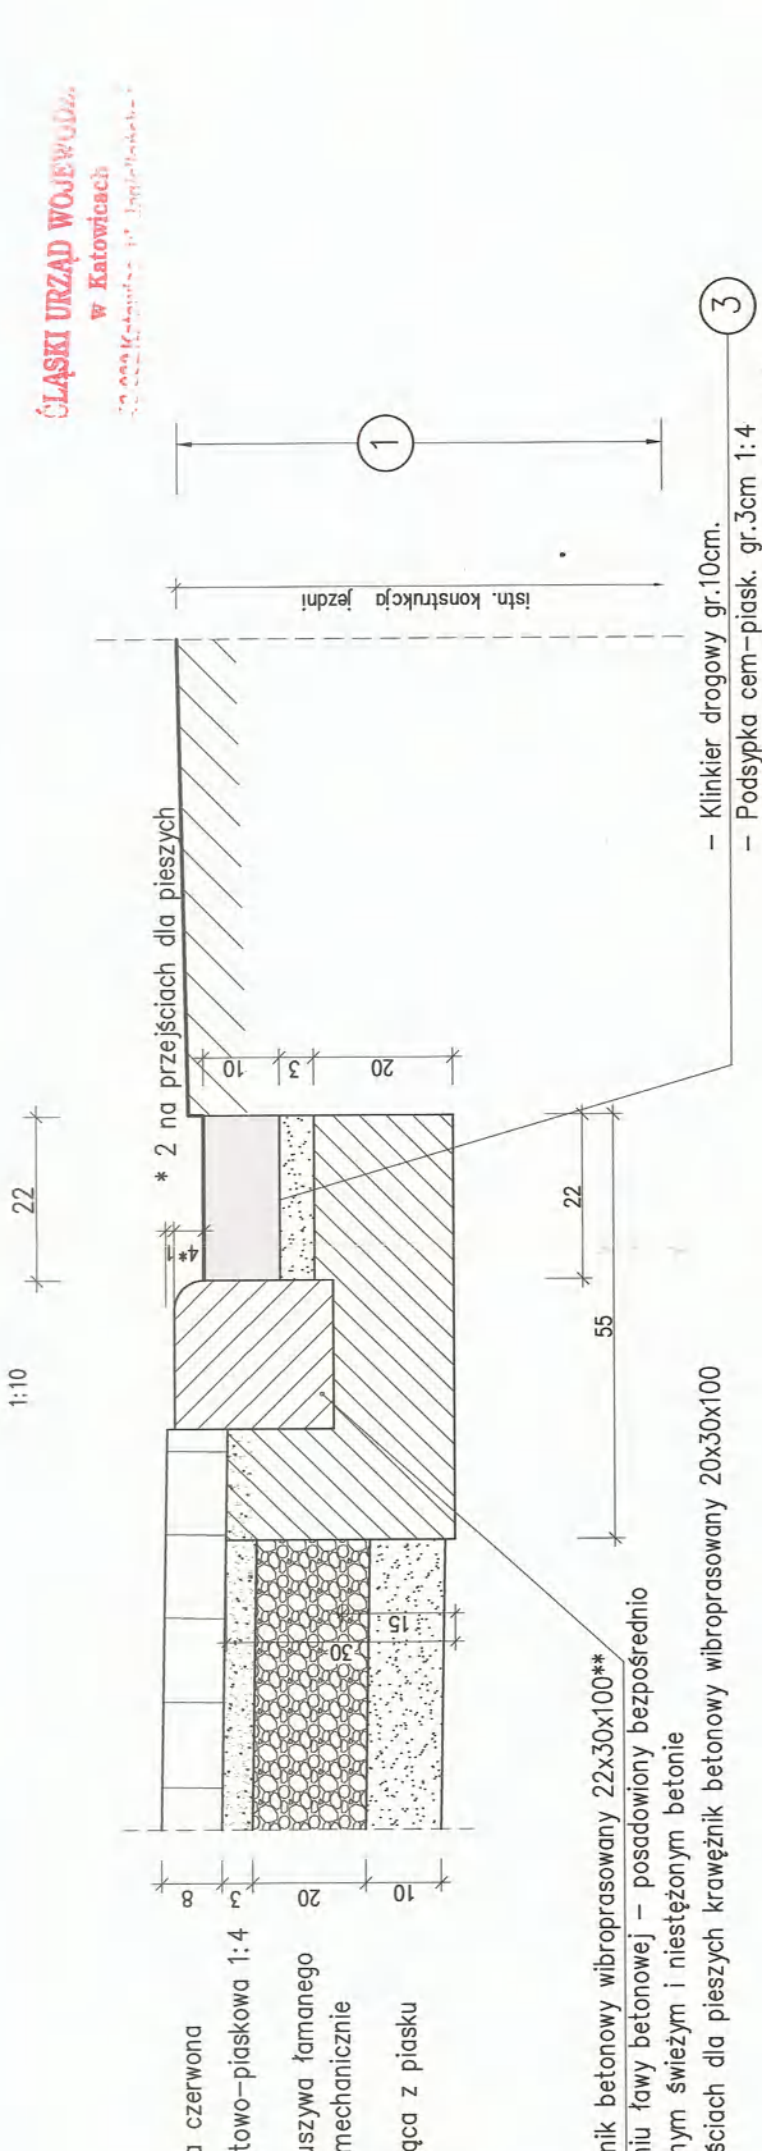 ŚLĄSKI URZĄD WOJEWÓDZ
w Katowicach
1:10
22
* 2 na przejściach dla pieszych
4*
1
10
3
20
istn. konstrukcja jezdni
1
8
3
20
10
30
15
22
55
a czerwona
towo-piaskowa 1:4
uszywa łamanego
mechanicznie
ąca z piasku
nik betonowy wibroprasowany 22x30x100**
niu ławy betonowej - posadowiony bezpośrednio
nym świeżym i niestężonym betonie
ściach dla pieszych krawężnik betonowy wibroprasowany 20x30x100
3
- Klinkier drogowy gr.10cm.
- Podsypka cem-piask. gr.3cm 1:4